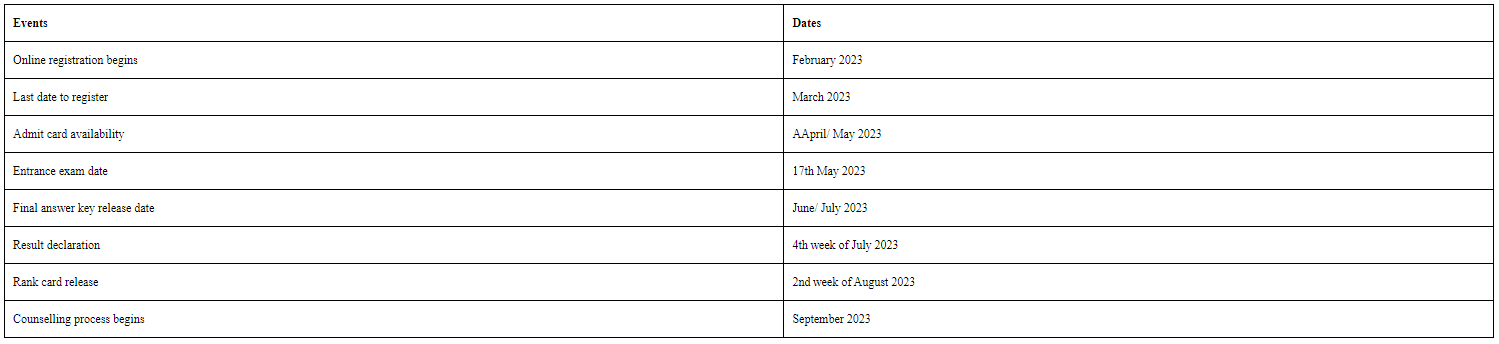 Events Dates
Online registration begins February 2023
Last date to register March 2023
Admit card availability AApril/ May 2023
Entrance exam date 17th May 2023
Final answer key release date June/ July 2023
Result declaration 4th week of July 2023
Rank card release 2nd week of August 2023
Counselling process begins September 2023